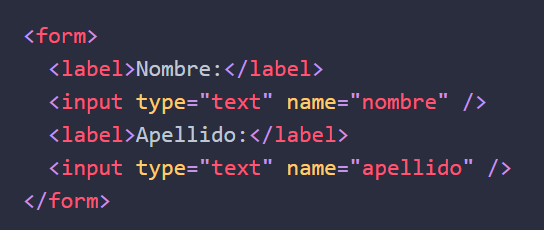 <form>
<label>Nombre:</label>
<input type="text" name="nombre" />
<label>Apellido:</label>
<input type="text" name="apellido" />
</form>